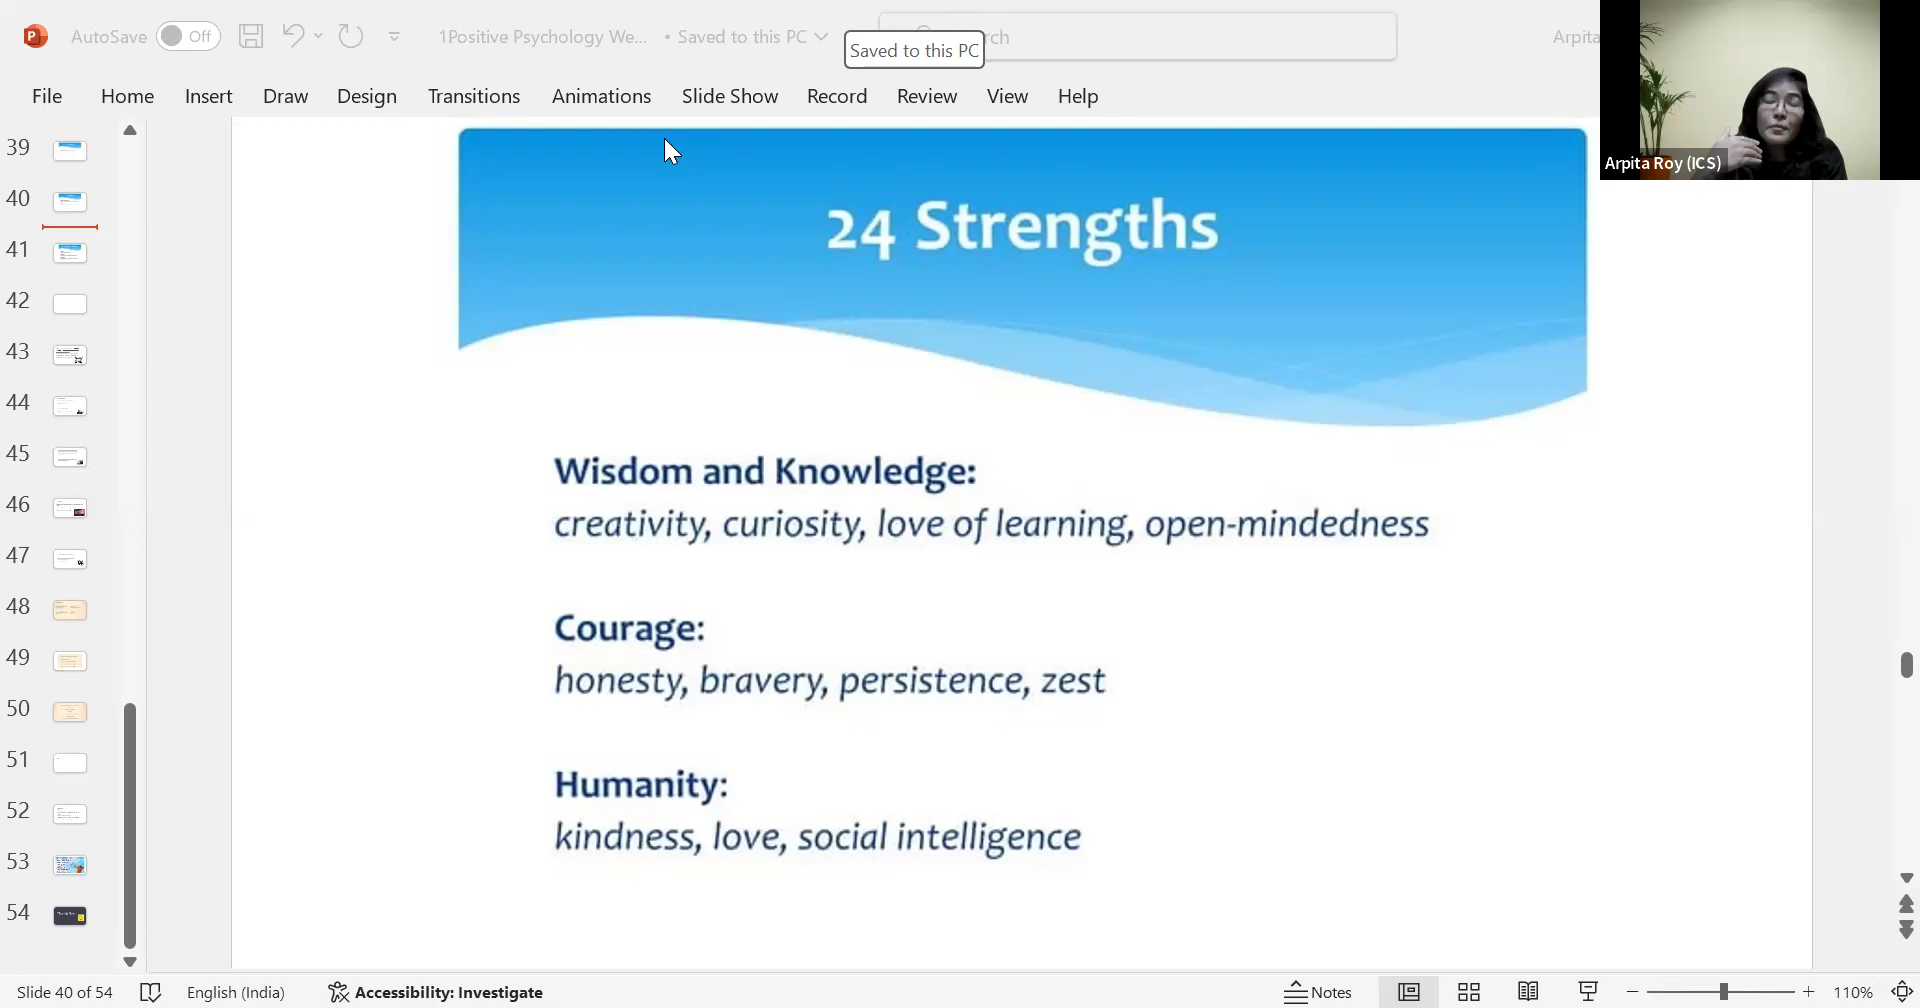 AutoSave Off 1Positive Psychology We... • Saved to this PC
Saved to this PC
Arpita
File Home Insert Draw Design Transitions Animations Slide Show Record Review View Help
Arpita Roy (ICS)
39
40
41
42
43
44
45
46
47
48
49
50
51
52
53
54
24 Strengths
Wisdom and Knowledge:
creativity, curiosity, love of learning, open-mindedness
Courage:
honesty, bravery, persistence, zest
Humanity:
kindness, love, social intelligence
Slide 40 of 54 English (India) Accessibility: Investigate Notes 110%